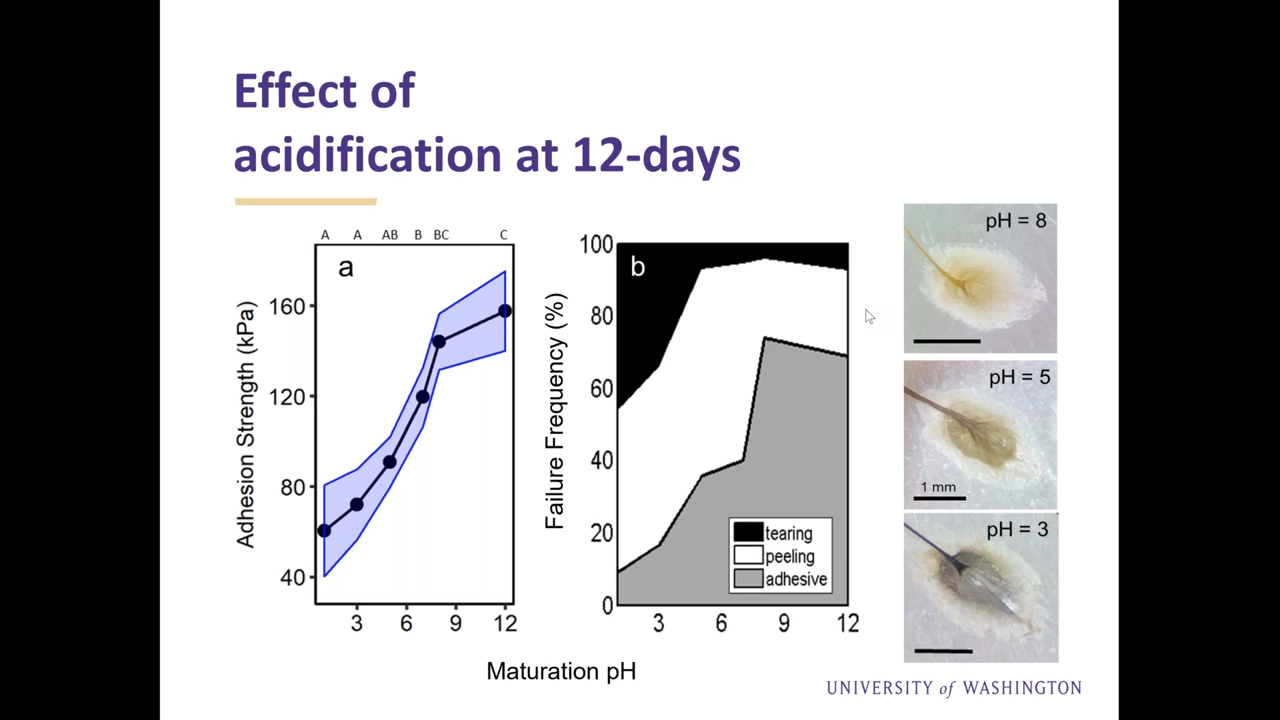 Effect of
acidification at 12-days
A A AB B BC C
a
160
120
80
40
Adhesion Strength (kPa)
3 6 9 12
b
100
80
60
40
20
0
Failure Frequency (%)
tearing
peeling
adhesive
3 6 9 12
Maturation pH
pH = 8
pH = 5
1 mm
pH = 3
UNIVERSITY of WASHINGTON